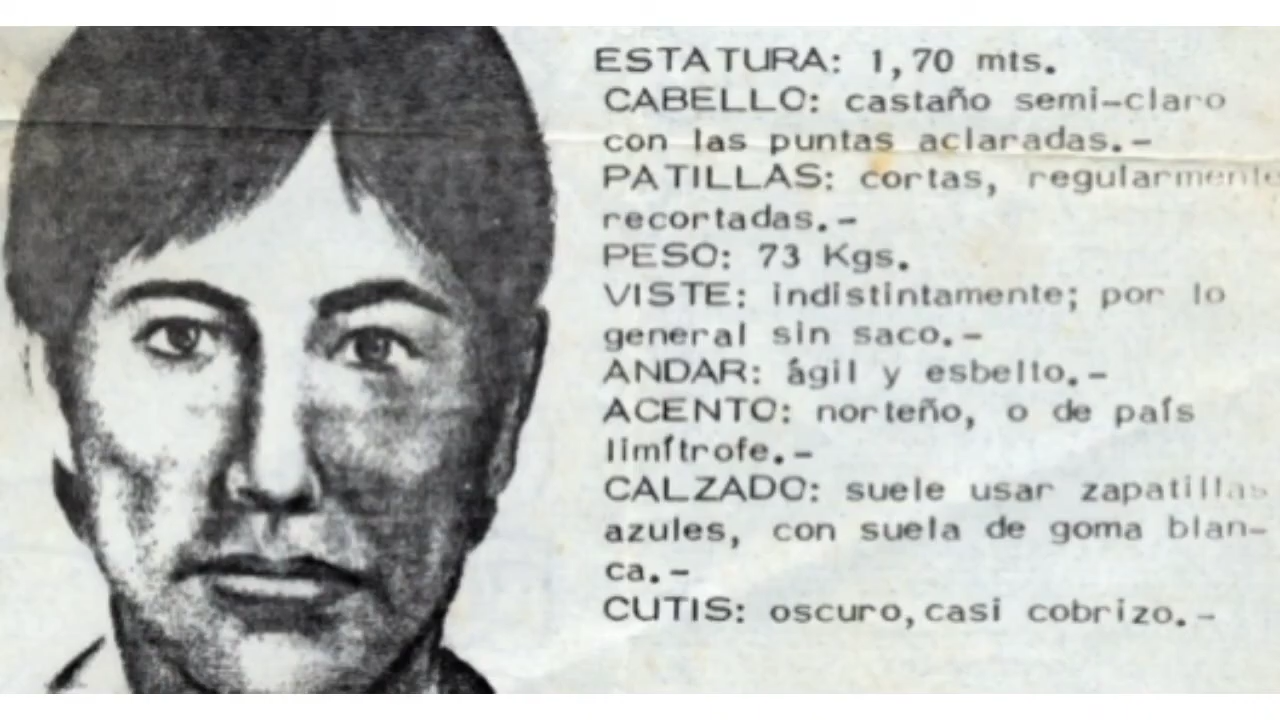 ESTATURA: 1,70 mts.
CABELLO: castaño semi-claro
con las puntas aclaradas.-
PATILLAS: cortas, regularmente
recortadas.-
PESO: 73 Kgs.
VISTE: indistintamente; por lo
general sin saco.-
ANDAR: ágil y esbelto.-
ACENTO: norteño, o de país
limítrofe.-
CALZADO: suele usar zapatillas
azules, con suela de goma blan-
ca.-
CUTIS: oscuro,casi cobrizo.-